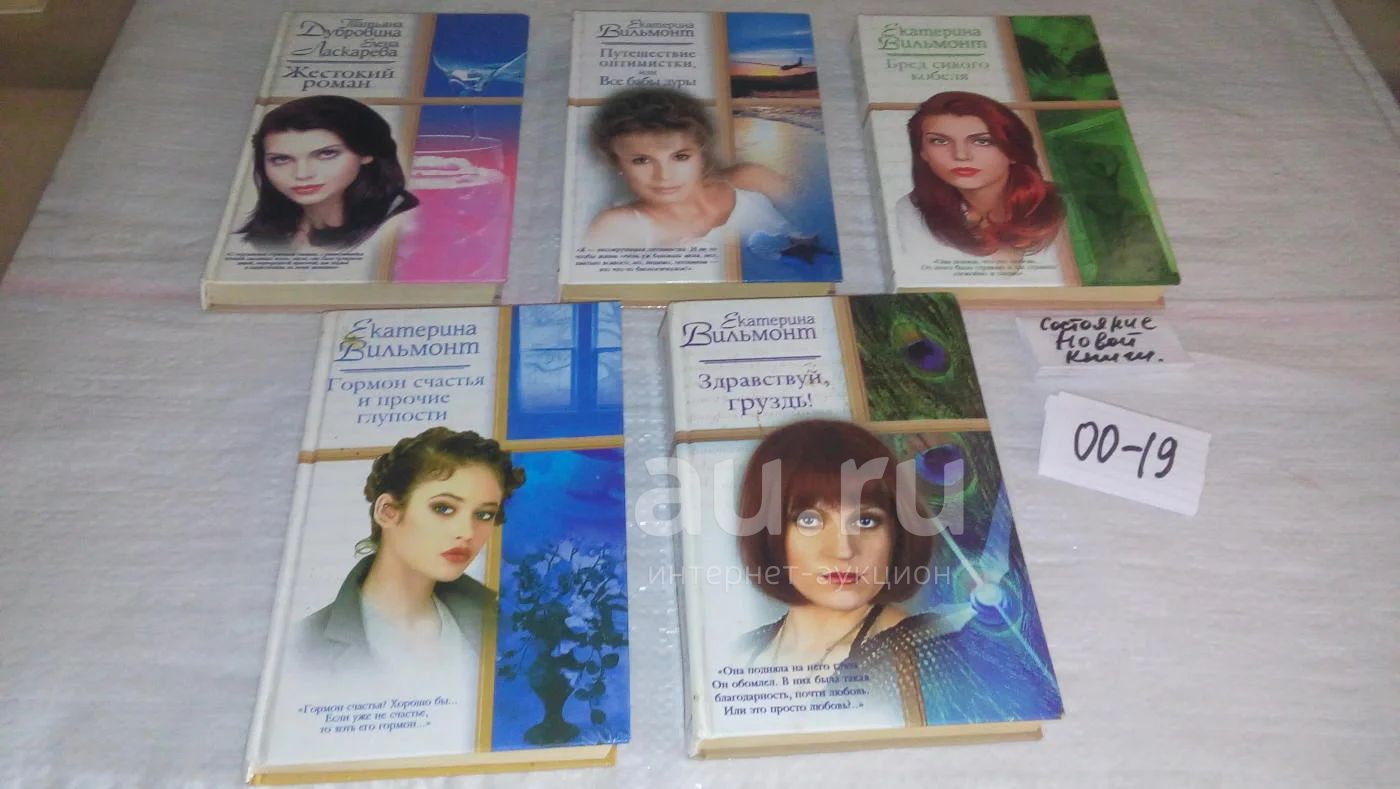 Татьяна
Дубровина
Елена
Ласкарева
Жестокий
роман
Екатерина
Вильмонт
Путешествие
оптимистки,
или
Все бабы дуры
«Я —
Екатерина
Вильмонт
Бред сивого
кобеля
Екатерина
Вильмонт
Гормон счастья
и прочие
глупости
«Гормон счастья? Хорошо бы...
Если уже не счастье,
то хоть его гормон...»
Екатерина
Вильмонт
Здравствуй,
груздь!
«Она подняла на него глаза
Он обомлел. В них была такая
благодарность, почти любовь.
Или это просто любовь?..»
Состояние
Новой
Книги.
00-19
au.ru
интернет-аукцион